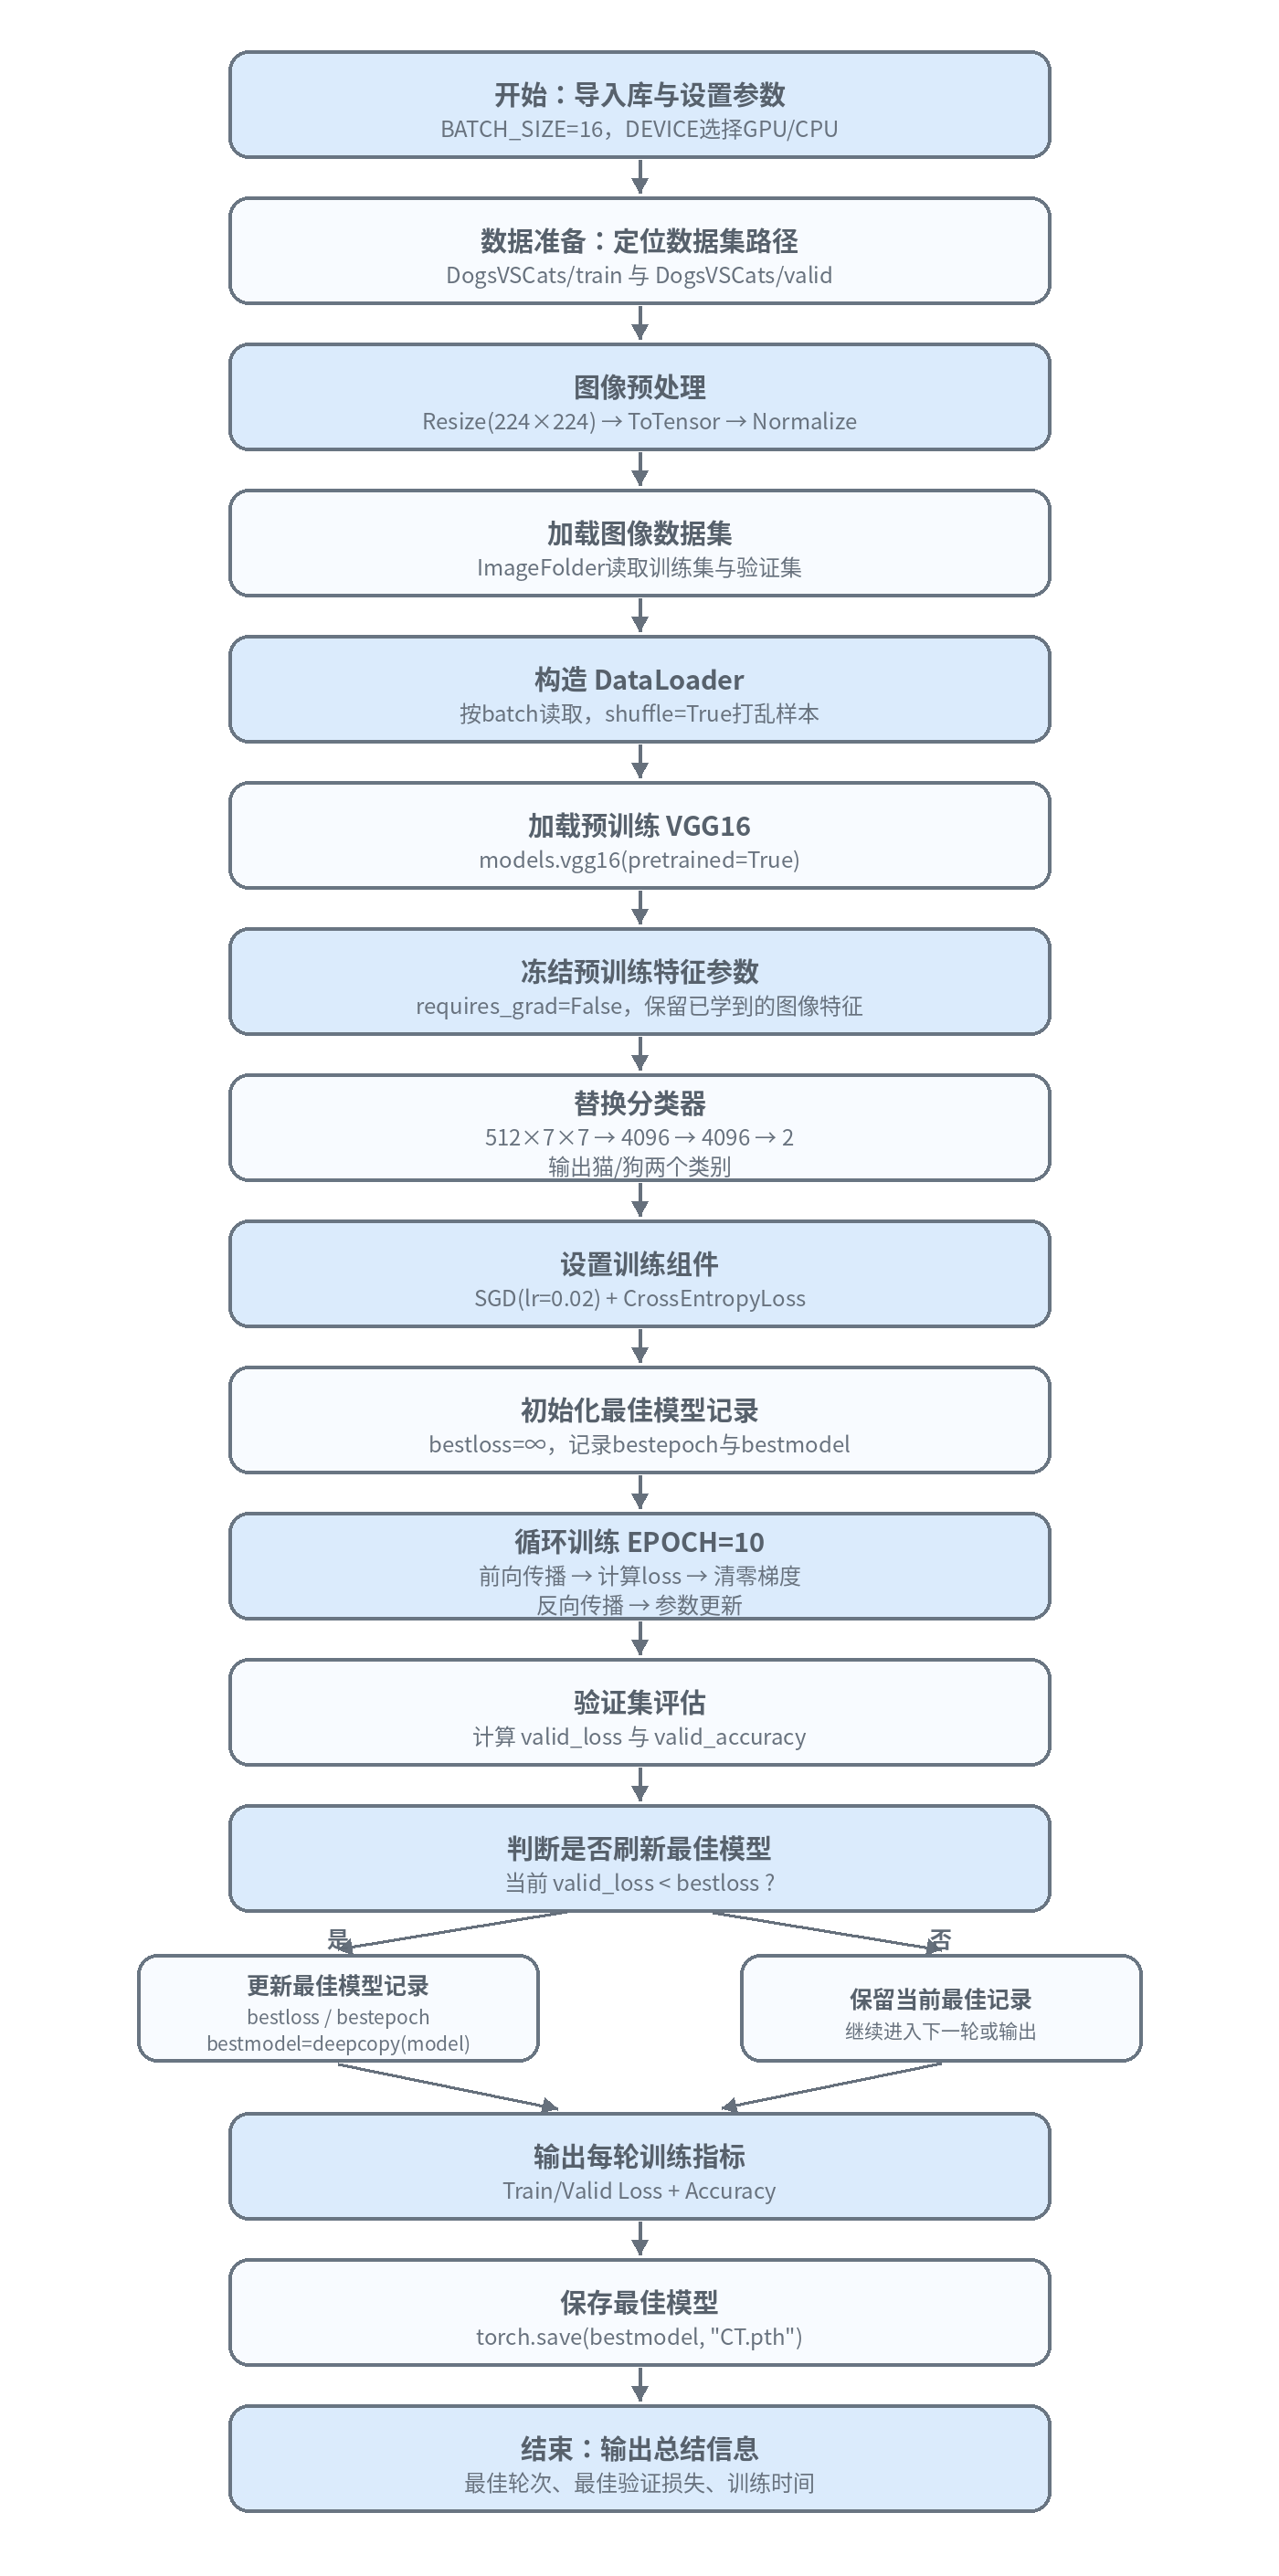 开始：导入库与设置参数
BATCH_SIZE=16，DEVICE选择GPU/CPU
数据准备：定位数据集路径
DogsVSCats/train 与 DogsVSCats/valid
图像预处理
Resize(224×224) → ToTensor → Normalize
加载图像数据集
ImageFolder读取训练集与验证集
构造 DataLoader
按batch读取，shuffle=True打乱样本
加载预训练 VGG16
models.vgg16(pretrained=True)
冻结预训练特征参数
requires_grad=False，保留已学到的图像特征
替换分类器
512×7×7 → 4096 → 4096 → 2
输出猫/狗两个类别
设置训练组件
SGD(lr=0.02) + CrossEntropyLoss
初始化最佳模型记录
bestloss=∞，记录bestepoch与bestmodel
循环训练 EPOCH=10
前向传播 → 计算loss → 清零梯度
反向传播 → 参数更新
验证集评估
计算 valid_loss 与 valid_accuracy
判断是否刷新最佳模型
当前 valid_loss < bestloss ?
是
否
更新最佳模型记录
bestloss / bestepoch
bestmodel=deepcopy(model)
保留当前最佳记录
继续进入下一轮或输出
输出每轮训练指标
Train/Valid Loss + Accuracy
保存最佳模型
torch.save(bestmodel, "CT.pth")
结束：输出总结信息
最佳轮次、最佳验证损失、训练时间